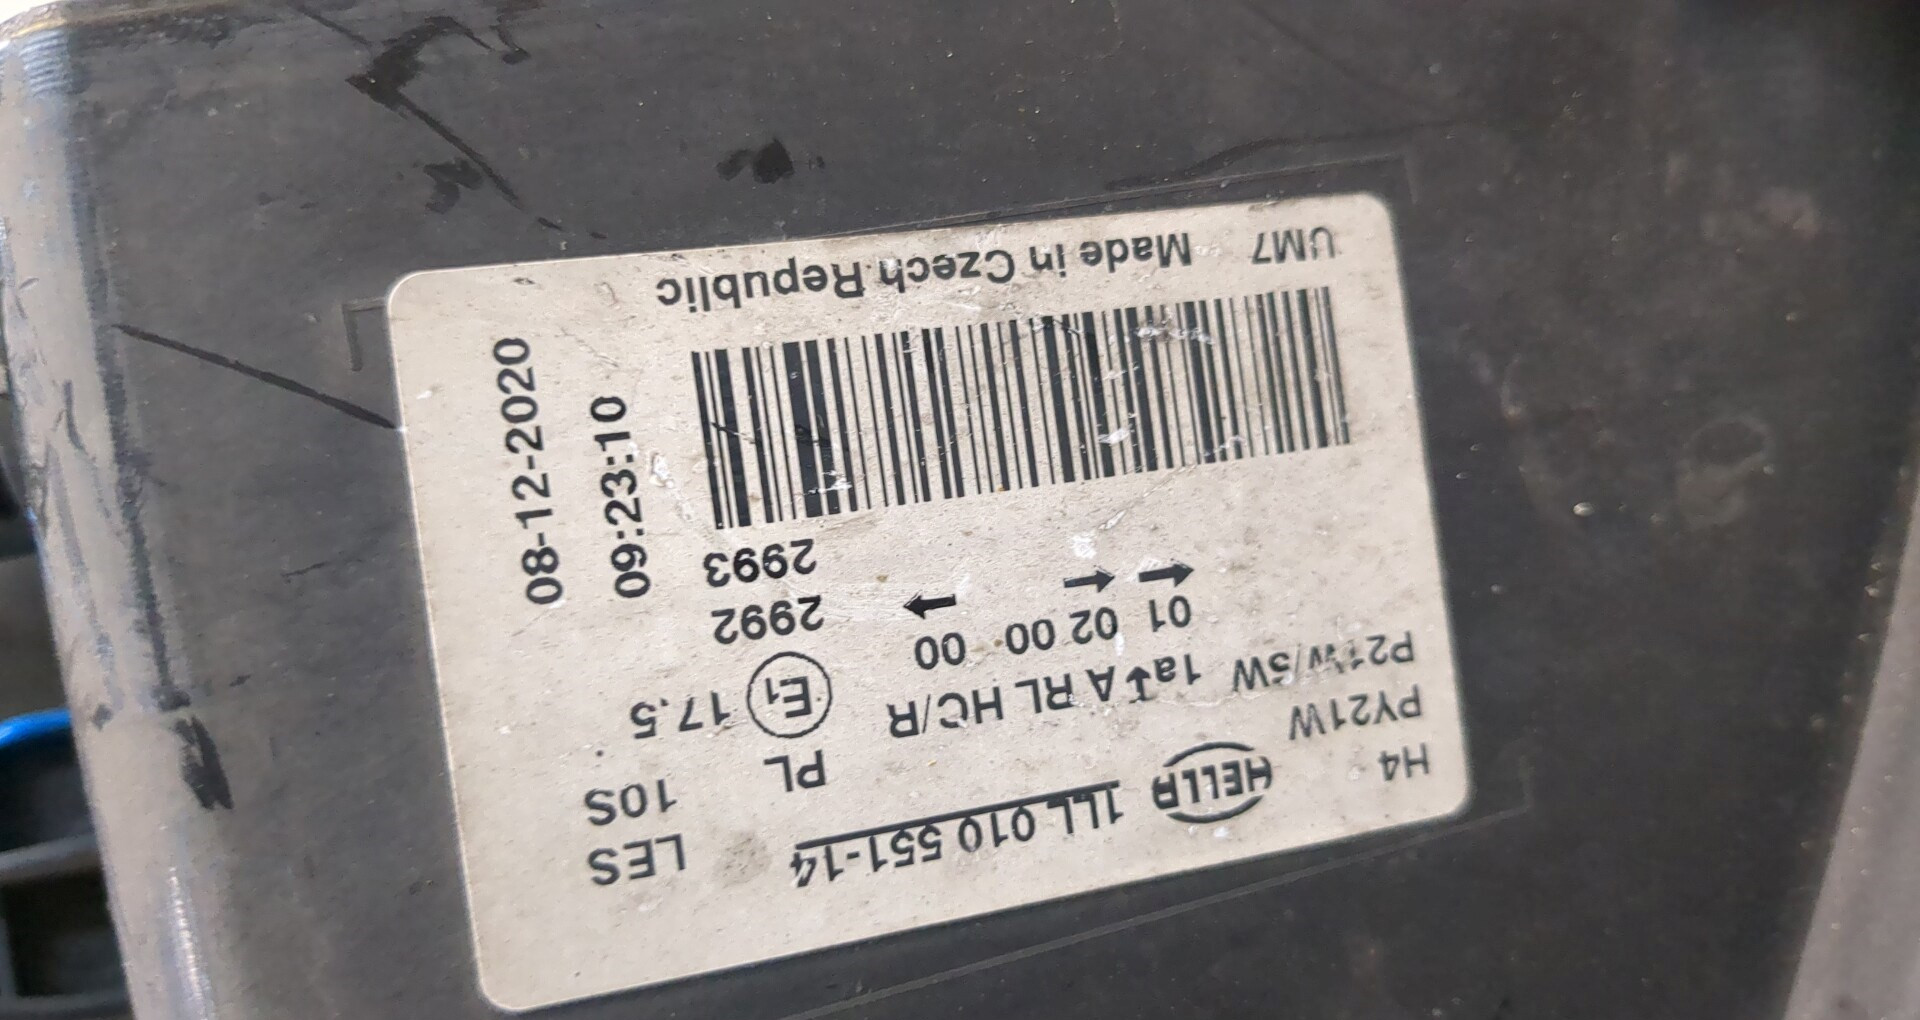 H4 HELLA 1LL 010 551-14 LES
PY21W PL 10S
P21W/5W 1a A RL HC/R E1 17.5
01 02 00 00 2992
→ → ← 2993
08-12-2020
09:23:10
UM7 Made in Czech Republic